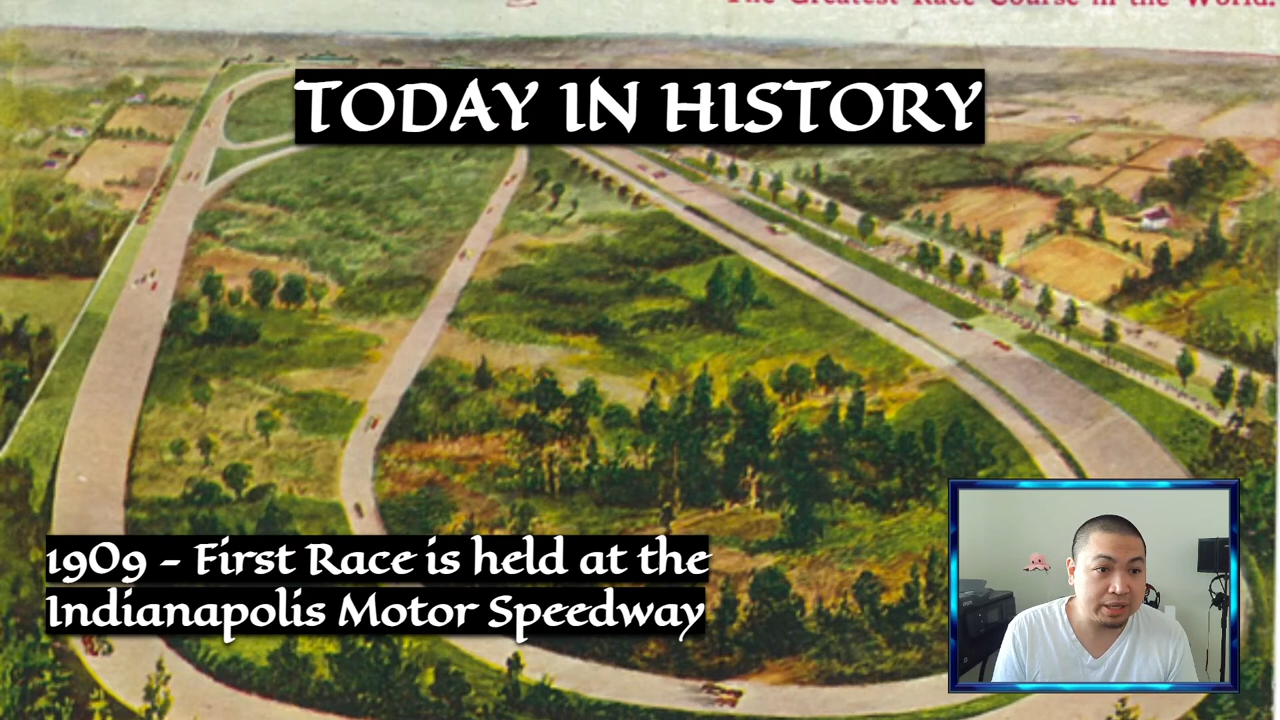 The Greatest Race Course in the World.
TODAY IN HISTORY
1909 - First Race is held at the
Indianapolis Motor Speedway